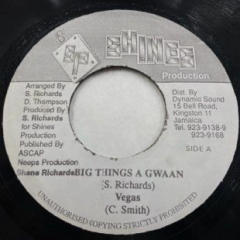 S P
SHINES
Production
Arranged By
S. Richards
D. Thompson
Produced By
S. Richards
for Shines
Production
Published By
ASCAP
Neeps Production
Dist. By
Dynamic Sound
15 Bell Road,
Kingston 11
Jamaica
Tel. 923-9138-9
923-9168
SIDE A
Shane Richards BIG THINGS A GWAAN
(S. Richards)
Vegas
(C. Smith)
UNAUTHORISED COPYING STRICTLY PROHIBITED